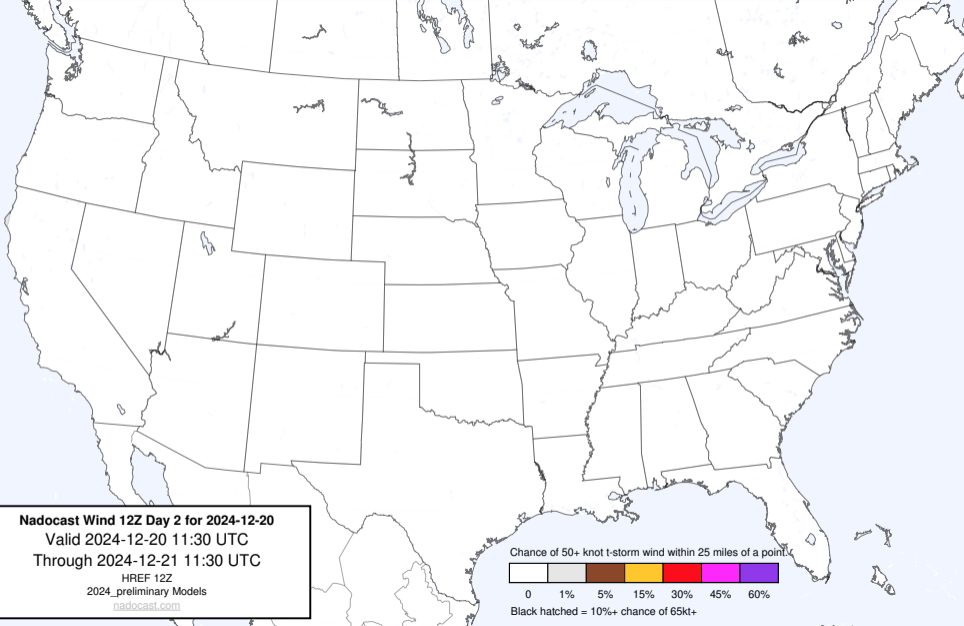 Nadocast Wind 12Z Day 2 for 2024-12-20
Valid 2024-12-20 11:30 UTC
Through 2024-12-21 11:30 UTC
HREF 12Z
2024_preliminary Models
nadocast.com
Chance of 50+ knot t-storm wind within 25 miles of a point.
0 1% 5% 15% 30% 45% 60%
Black hatched = 10%+ chance of 65kt+